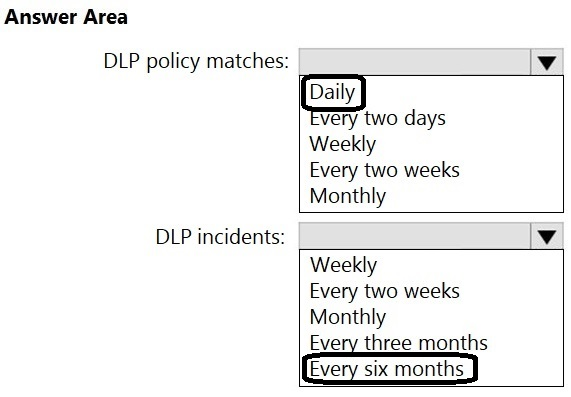 Answer Area
DLP policy matches:
Daily
Every two days
Weekly
Every two weeks
Monthly
DLP incidents:
Weekly
Every two weeks
Monthly
Every three months
Every six months